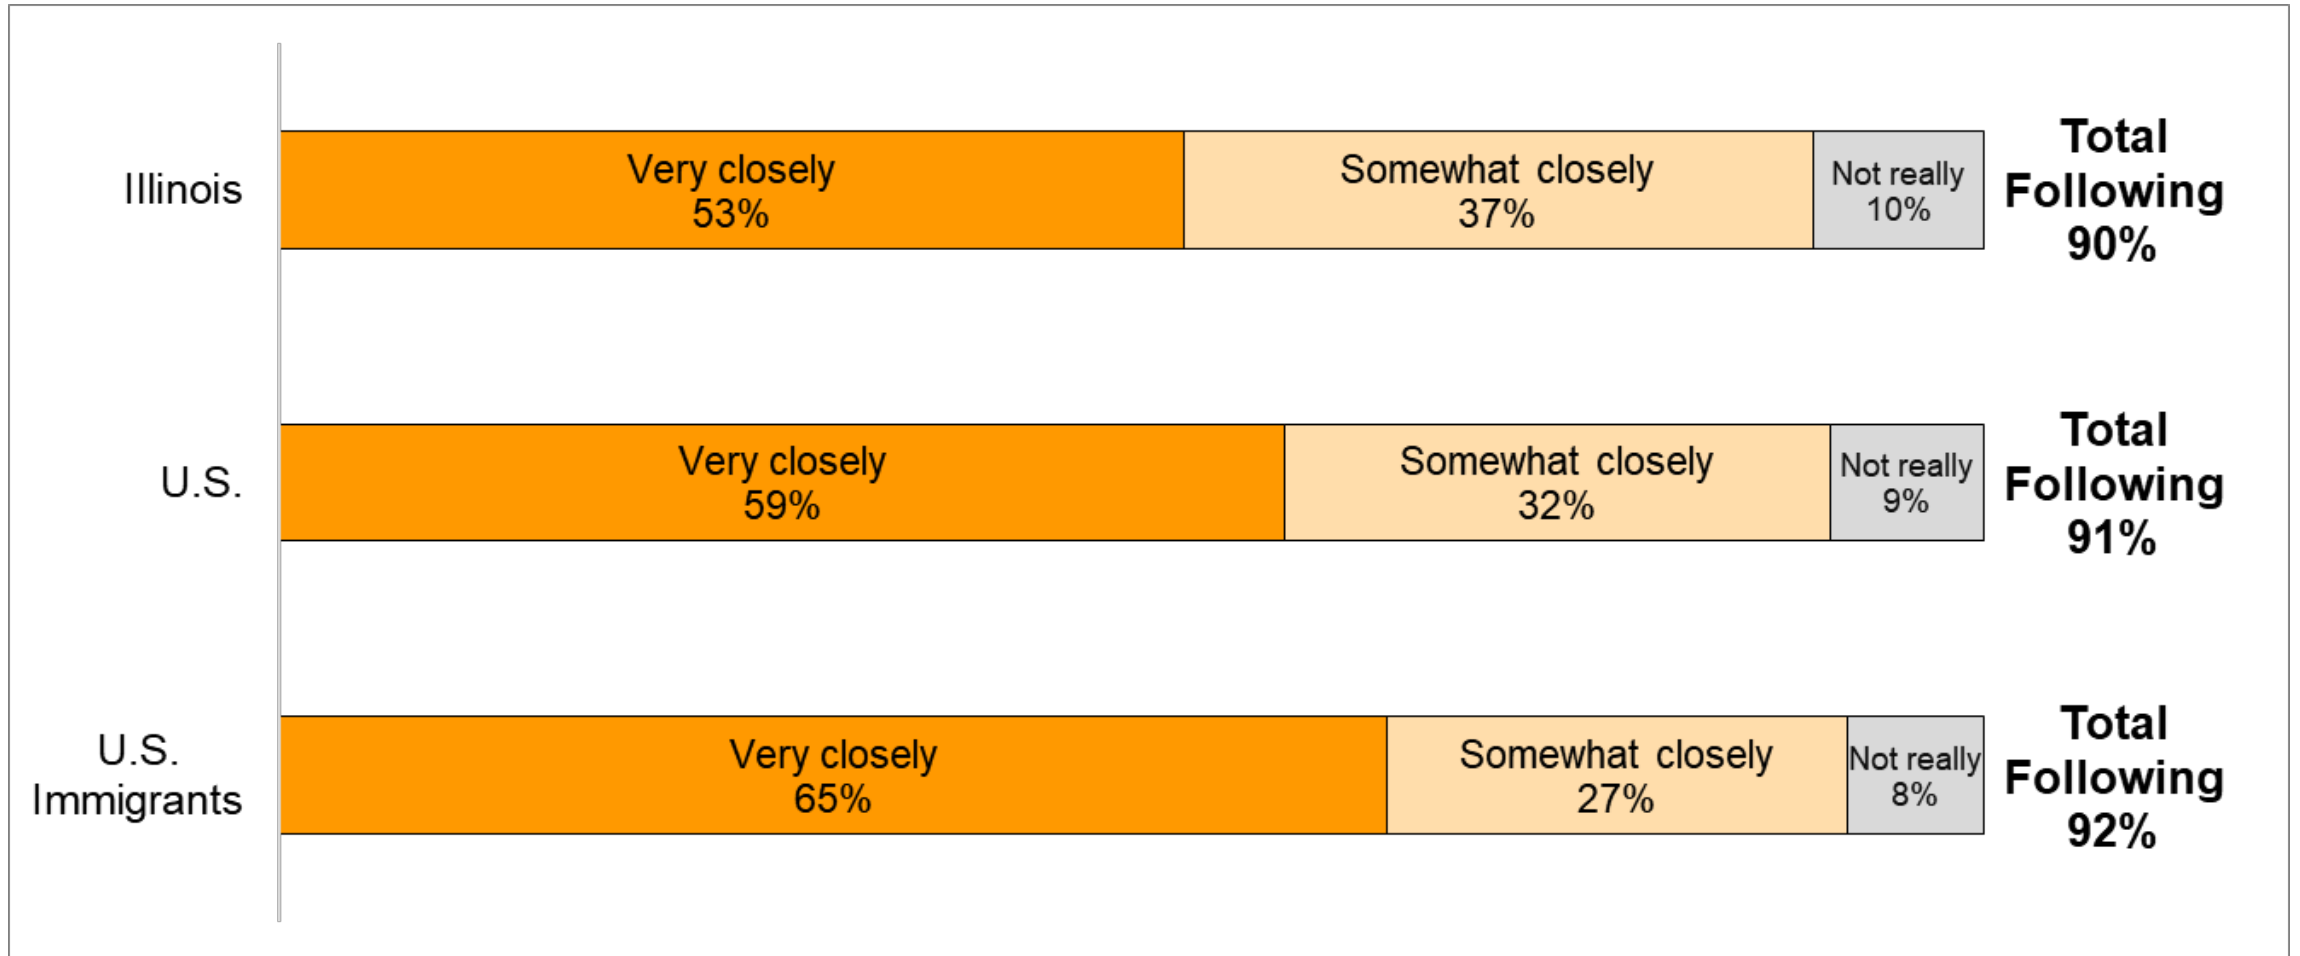 Illinois
Very closely
53%
Somewhat closely
37%
Not really
10%
Total
Following
90%
U.S.
Very closely
59%
Somewhat closely
32%
Not really
9%
Total
Following
91%
U.S.
Immigrants
Very closely
65%
Somewhat closely
27%
Not really
8%
Total
Following
92%